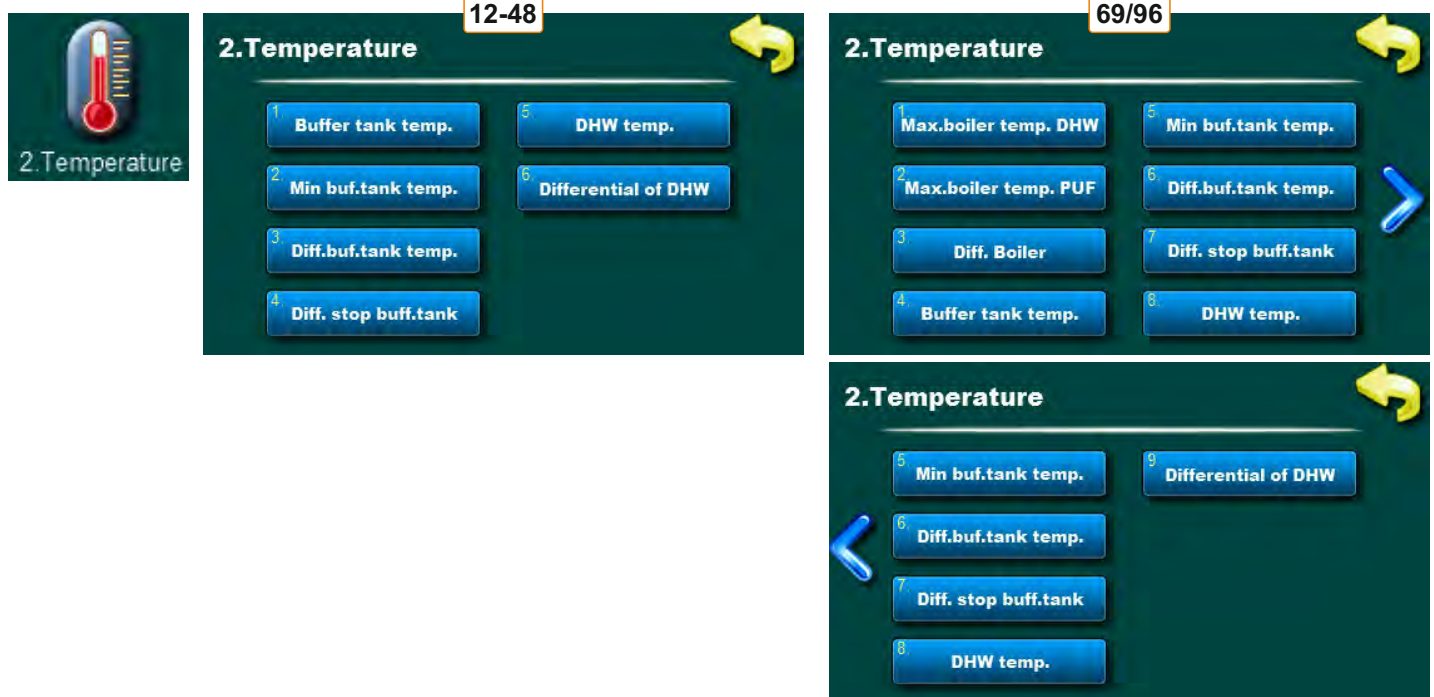 2.Temperature
12-48
2.Temperature
1. Buffer tank temp.
2. Min buf.tank temp.
3. Diff.buf.tank temp.
4. Diff. stop buff.tank
5. DHW temp.
6. Differential of DHW
69/96
2.Temperature
1. Max.boiler temp. DHW
2. Max.boiler temp. PUF
3. Diff. Boiler
4. Buffer tank temp.
5. Min buf.tank temp.
6. Diff.buf.tank temp.
7 Diff. stop buff.tank
8. DHW temp.
2.Temperature
5 Min buf.tank temp.
6. Diff.buf.tank temp.
7 Diff. stop buff.tank
8. DHW temp.
9 Differential of DHW